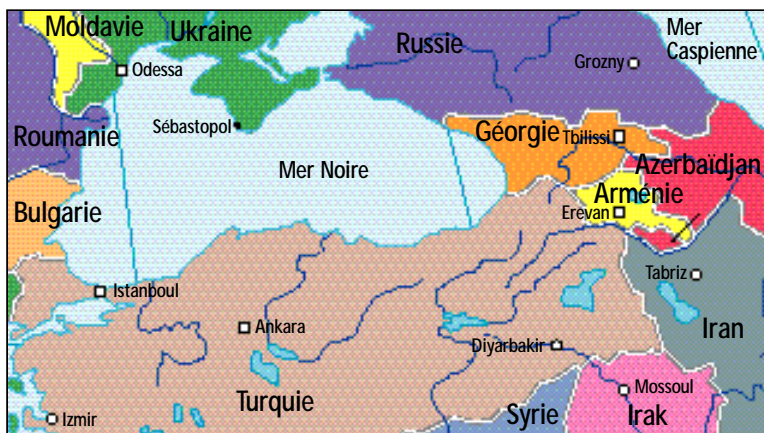 Moldavie
Ukraine
Russie
Mer
Caspienne
Odessa
Grozny
Roumanie
Sébastopol
Géorgie
Tbilissi
Mer Noire
Azerbaïdjan
Arménie
Bulgarie
Erevan
Tabriz
Istanboul
Ankara
Iran
Diyarbakir
Turquie
Mossoul
Syrie
Irak
Izmir